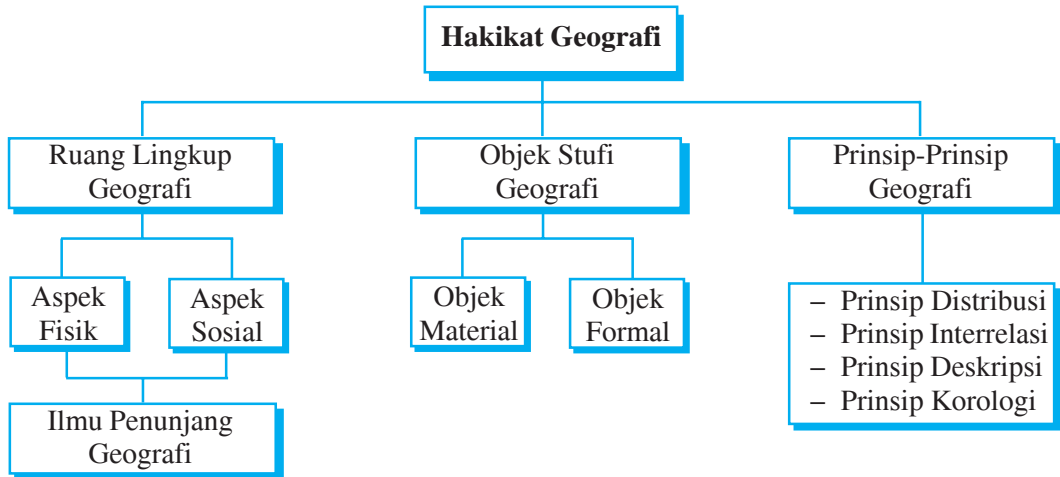 Hakikat Geografi
Ruang Lingkup
Geografi
Objek Stufi
Geografi
Prinsip-Prinsip
Geografi
Aspek
Fisik
Aspek
Sosial
Objek
Material
Objek
Formal
– Prinsip Distribusi
– Prinsip Interrelasi
– Prinsip Deskripsi
– Prinsip Korologi
Ilmu Penunjang
Geografi